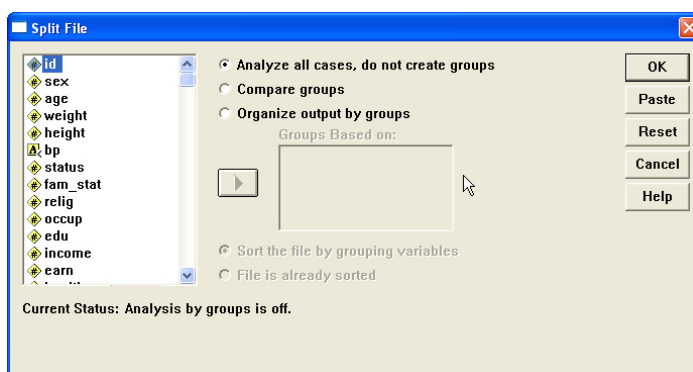 Split File
id
sex
age
weight
height
bp
status
fam_stat
relig
occup
edu
income
earn
Analyze all cases, do not create groups
Compare groups
Organize output by groups
Groups Based on:
Sort the file by grouping variables
File is already sorted
OK
Paste
Reset
Cancel
Help
Current Status: Analysis by groups is off.